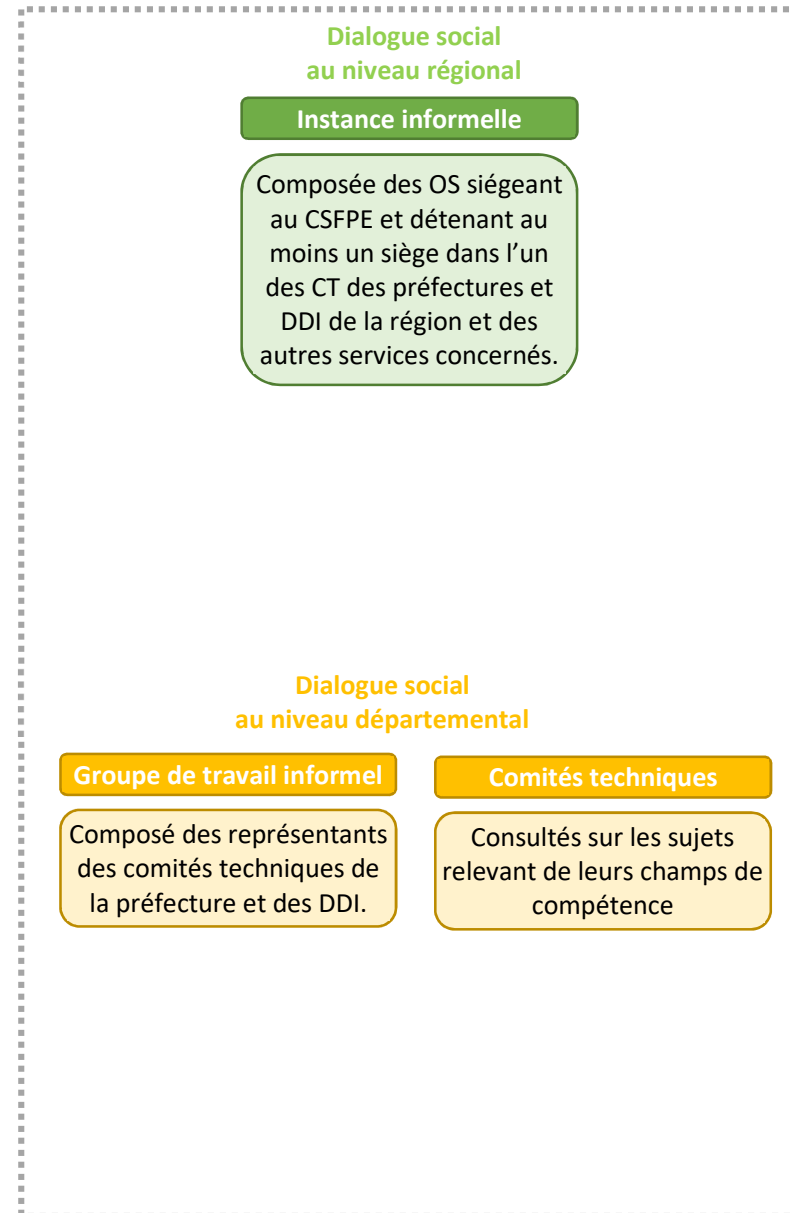 Dialogue social
au niveau régional
Instance informelle
Composée des OS siégeant
au CSFPE et détenant au
moins un siège dans l’un
des CT des préfectures et
DDI de la région et des
autres services concernés.
Dialogue social
au niveau départemental
Groupe de travail informel
Composé des représentants
des comités techniques de
la préfecture et des DDI.
Comités techniques
Consultés sur les sujets
relevant de leurs champs de
compétence